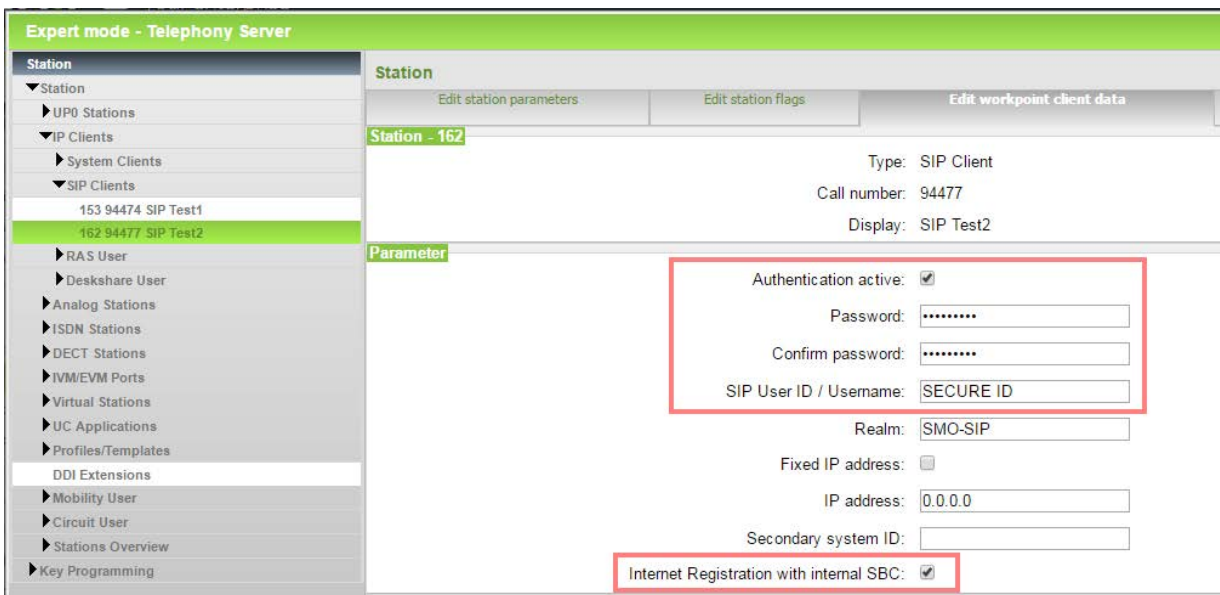 Expert mode - Telephony Server
Station
Station
UP0 Stations
IP Clients
System Clients
SIP Clients
153 94474 SIP Test1
162 94477 SIP Test2
RAS User
Deskshare User
Analog Stations
ISDN Stations
DECT Stations
IVM/EVM Ports
Virtual Stations
UC Applications
Profiles/Templates
DDI Extensions
Mobility User
Circuit User
Stations Overview
Key Programming
Station
Edit station parameters
Edit station flags
Edit workpoint client data
Station - 162
Type: SIP Client
Call number: 94477
Display: SIP Test2
Parameter
Authentication active:
Password: •••••••••
Confirm password: •••••••••
SIP User ID / Username: SECURE ID
Realm: SMO-SIP
Fixed IP address:
IP address: 0.0.0.0
Secondary system ID:
Internet Registration with internal SBC: